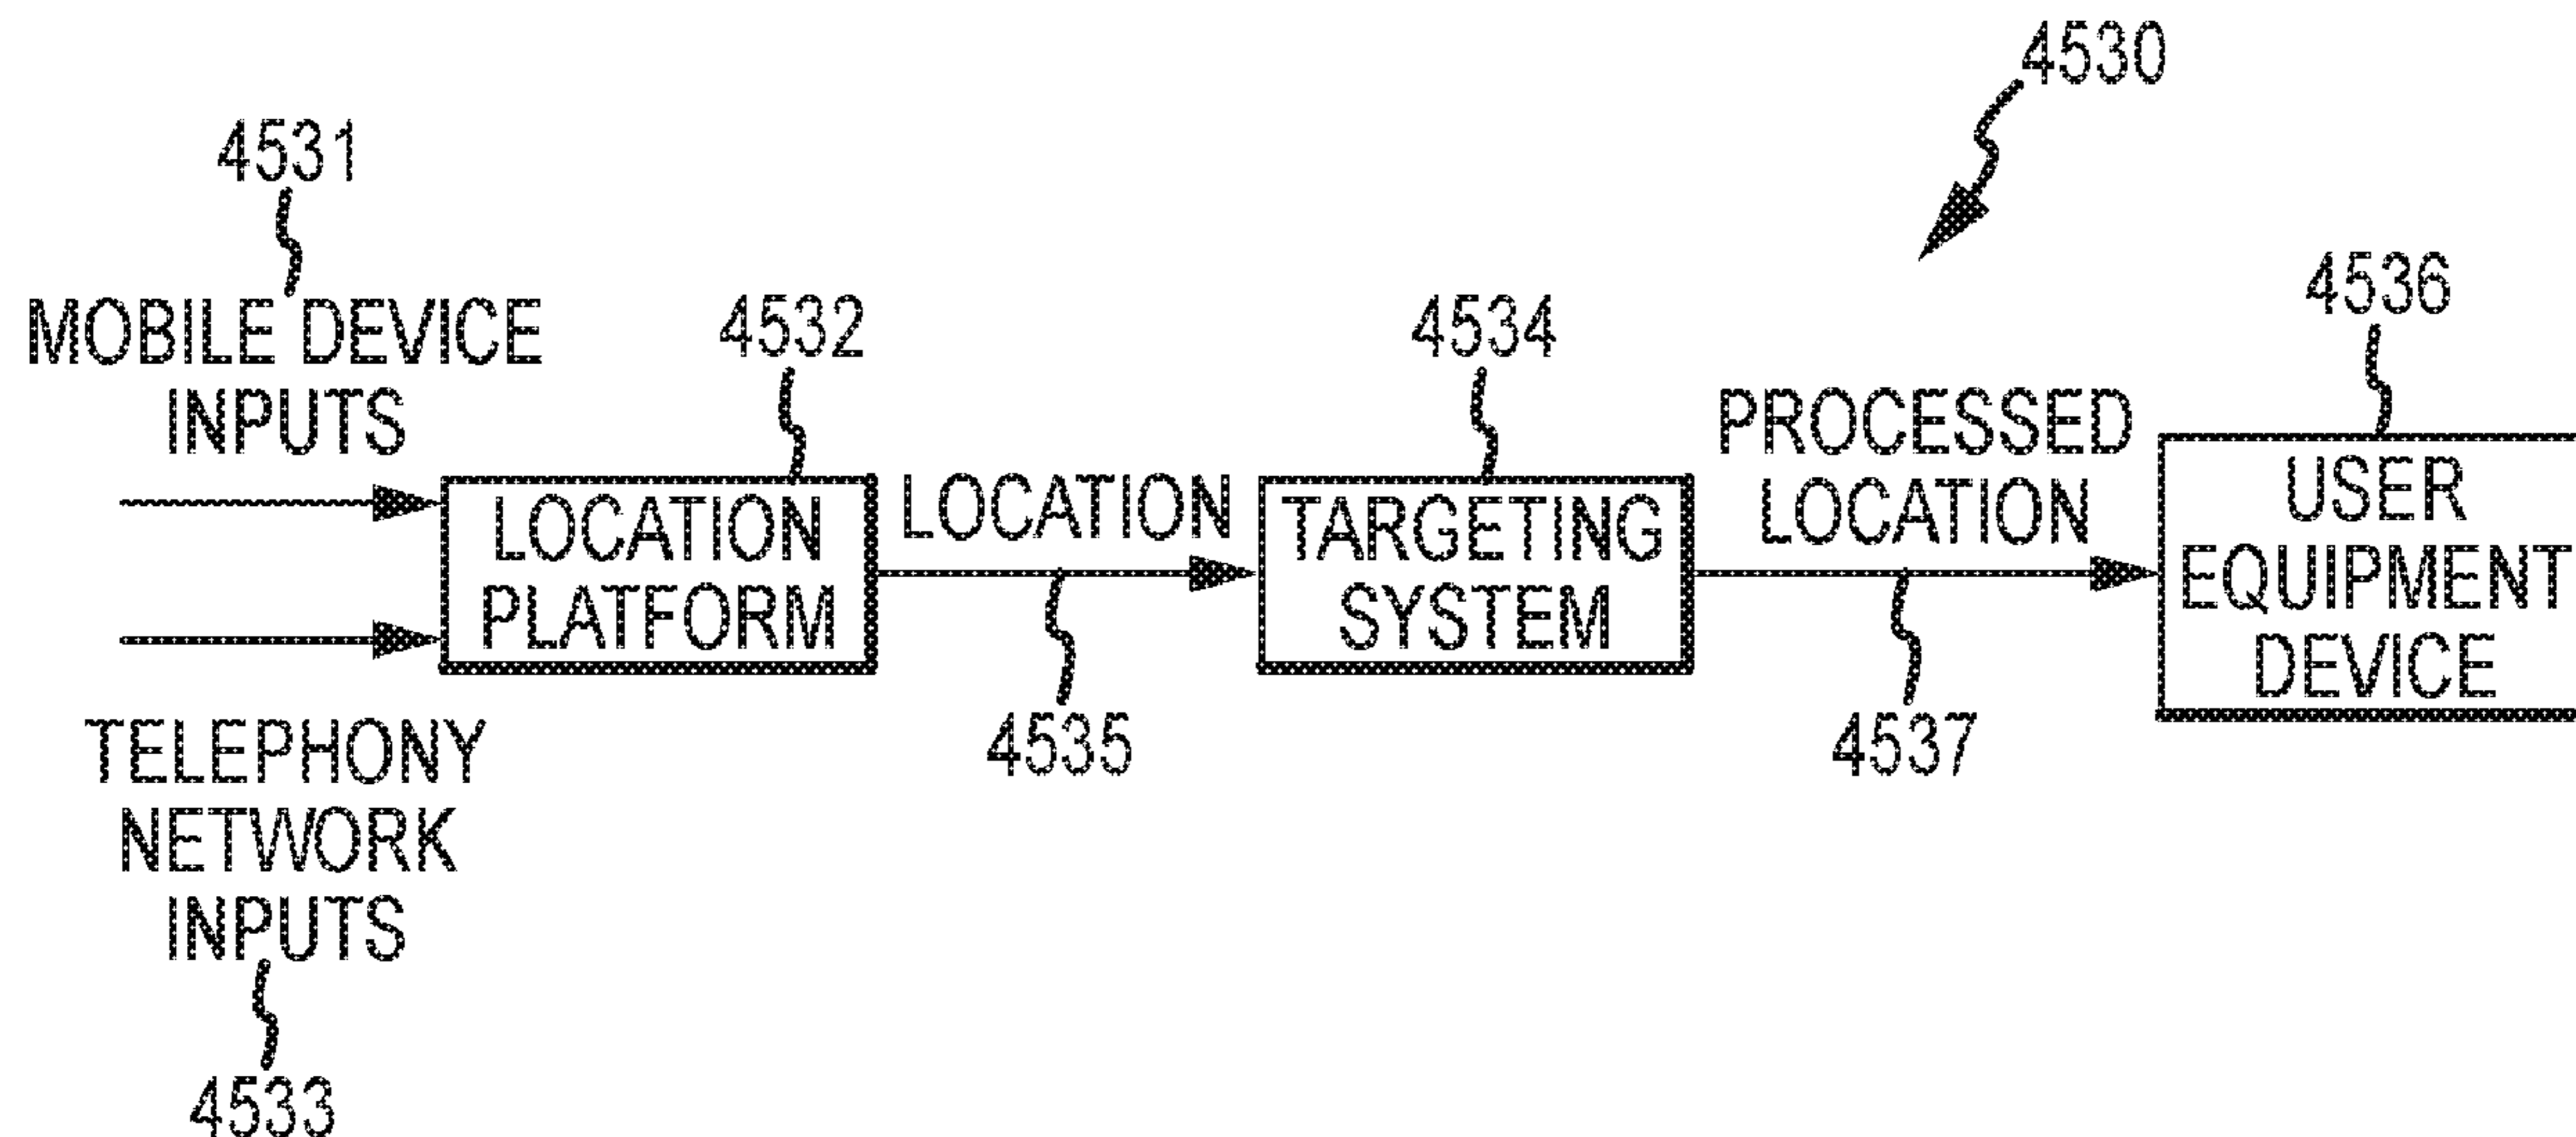 4530
4531
MOBILE DEVICE
INPUTS
4532
4534
4536
LOCATION
PLATFORM
LOCATION
TARGETING
SYSTEM
PROCESSED
LOCATION
USER
EQUIPMENT
DEVICE
4535
4537
TELEPHONY
NETWORK
INPUTS
4533